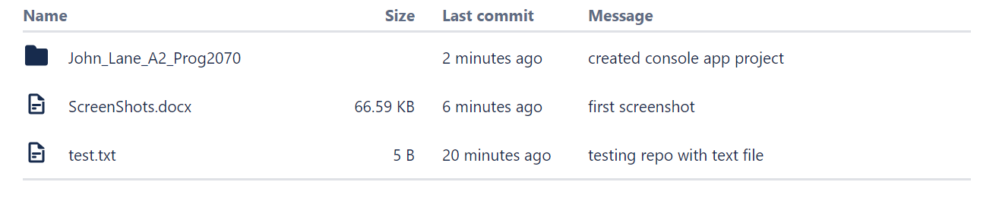 Name Size Last commit Message
John_Lane_A2_Prog2070 2 minutes ago created console app project
ScreenShots.docx 66.59 KB 6 minutes ago first screenshot
test.txt 5 B 20 minutes ago testing repo with text file